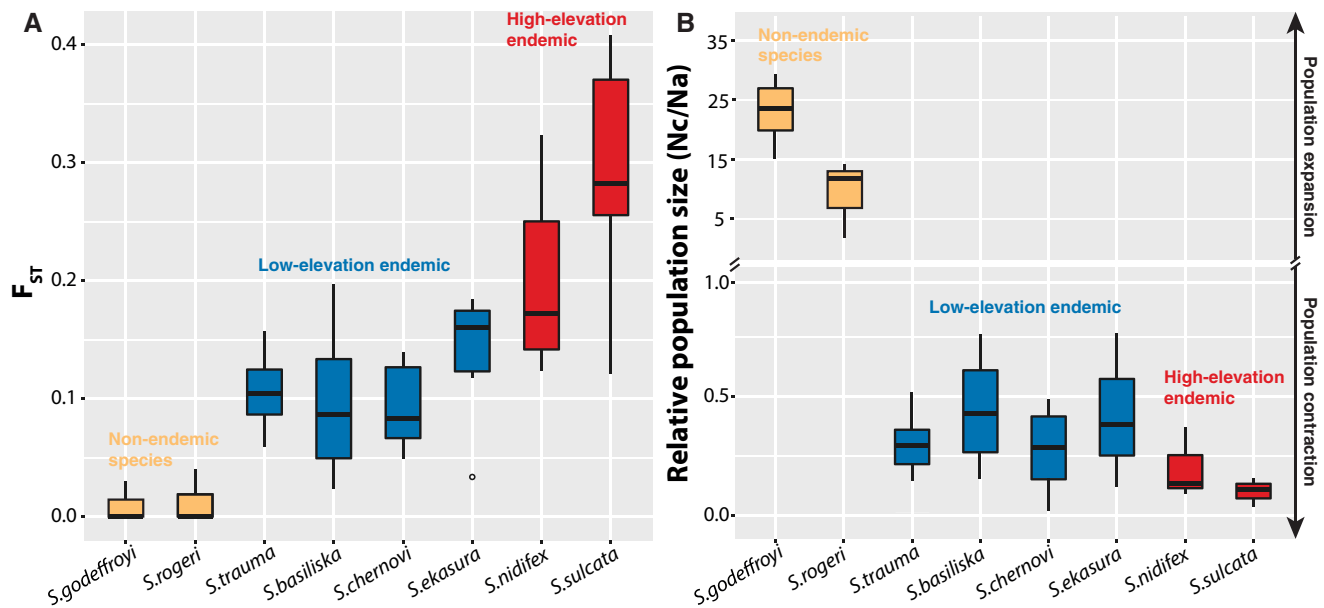 A
High-elevation
endemic
0.4
0.3
0.2
0.1
0.0
F_ST
Low-elevation endemic
Non-endemic
species
S.godeffroyi
S.rogeri
S.trauma
S.basiliska
S.chernovi
S.ekasura
S.nidifex
S.sulcata
B
Non-endemic
species
35
25
15
5
1.0
0.5
0.0
Relative population size (Nc/Na)
Low-elevation endemic
High-elevation
endemic
Population expansion
Population contraction
S.godeffroyi
S.rogeri
S.trauma
S.basiliska
S.chernovi
S.ekasura
S.nidifex
S.sulcata